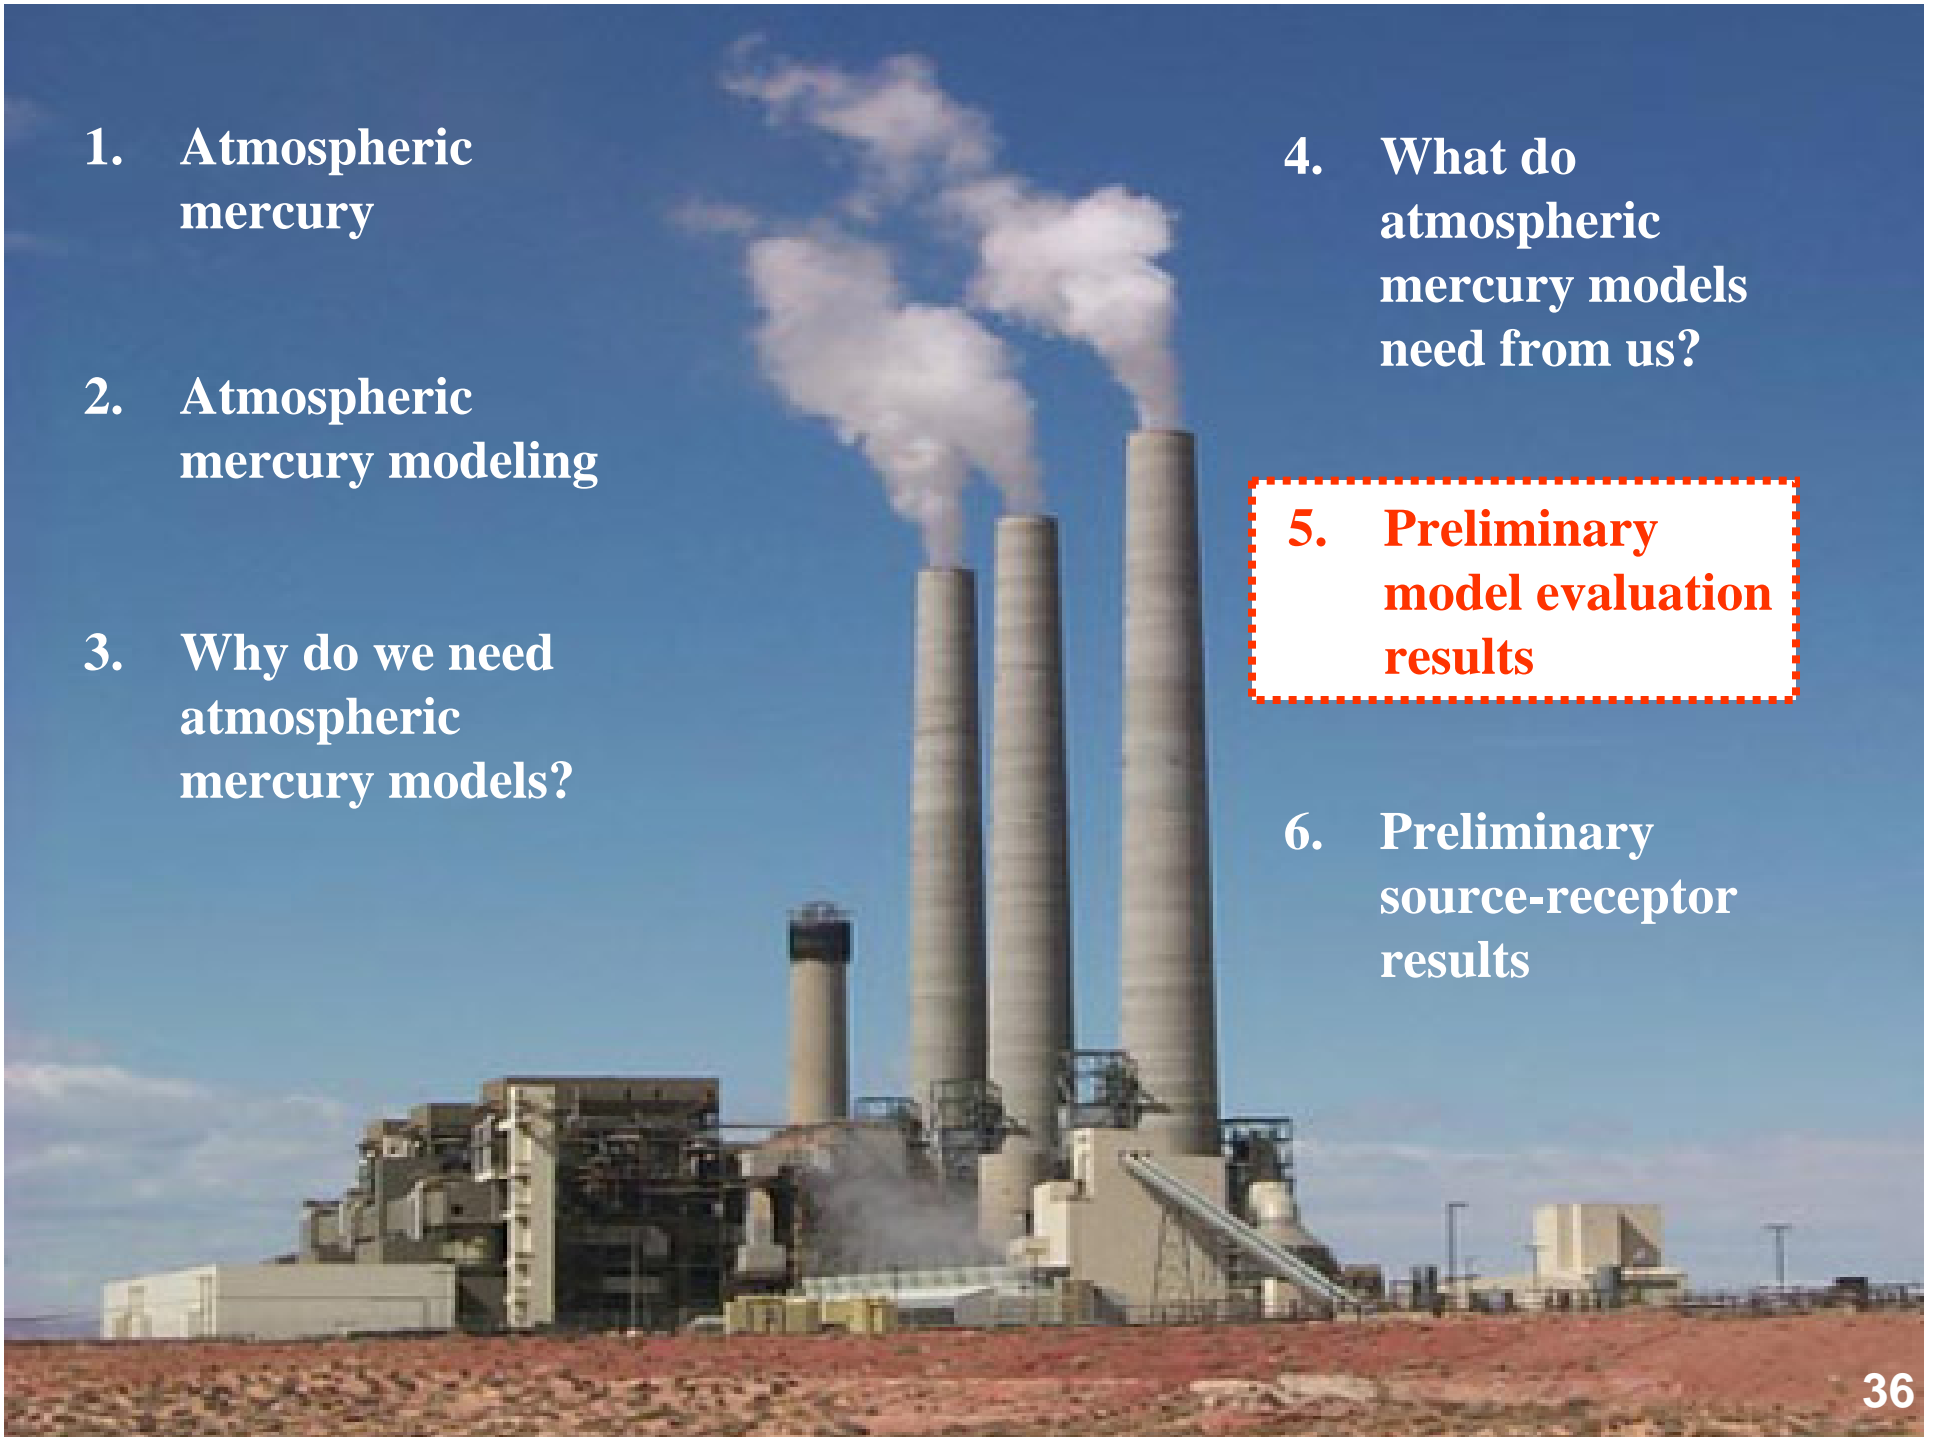 1. Atmospheric
mercury
2. Atmospheric
mercury modeling
3. Why do we need
atmospheric
mercury models?
4. What do
atmospheric
mercury models
need from us?
5. Preliminary
model evaluation
results
6. Preliminary
source-receptor
results
36